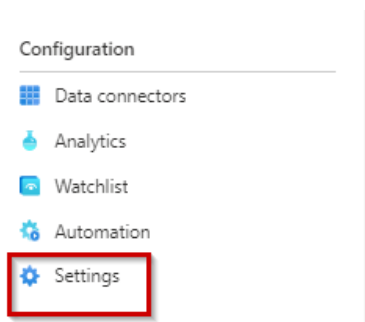 Configuration
Data connectors
Analytics
Watchlist
Automation
Settings